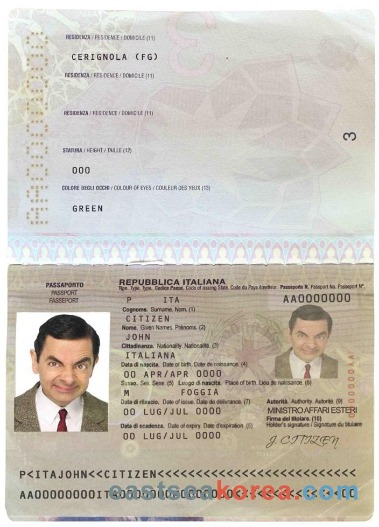 RESIDENZA / RESIDENCE / DOMICILE (11)
CERIGNOLA (FG)
RESIDENZA / RESIDENCE / DOMICILE (11)
RESIDENZA / RESIDENCE / DOMICILE (11)
STATURA / HEIGHT / TAILLE (12)
000
COLORE DEGLI OCCHI / COLOUR OF EYES / COULEUR DES YEUX (13)
GREEN
3
PASSAPORTO
PASSPORT
PASSEPORT
REPUBBLICA ITALIANA
Tipo. Type. Type. Codice Paese. Code of issuing State. Code du Pays émetteur. Passaporto N. Passport No. Passeport N°.
P ITA AA0000000
Cognome. Surname. Nom. (1)
CITIZEN
Nome. Given Names. Prénoms. (2)
JOHN
Cittadinanza. Nationality. Nationalité. (3)
ITALIANA
Data di nascita. Date of birth. Date de naissance. (4)
00 APR/APR 0000
Sesso. Sex. Sexe. (5) Luogo di nascita. Place of birth. Lieu de naissance. (6)
M FOGGIA
Data di rilascio. Date of issue. Date de délivrance. (7)
00 LUG/JUL 0000
Data di scadenza. Date of expiry. Date d'expiration. (8)
00 LUG/JUL 0000
Autorità. Authority. Autorité. (9)
MINISTRO AFFARI ESTERI
Firma del titolare. (10)
Holder's signature / Signature du titulaire
J. CITIZEN
P<ITAJOHN<<CITIZEN<<<<<<<<<<<<<<<<<<<<<<<<<<
eastseakorea.com